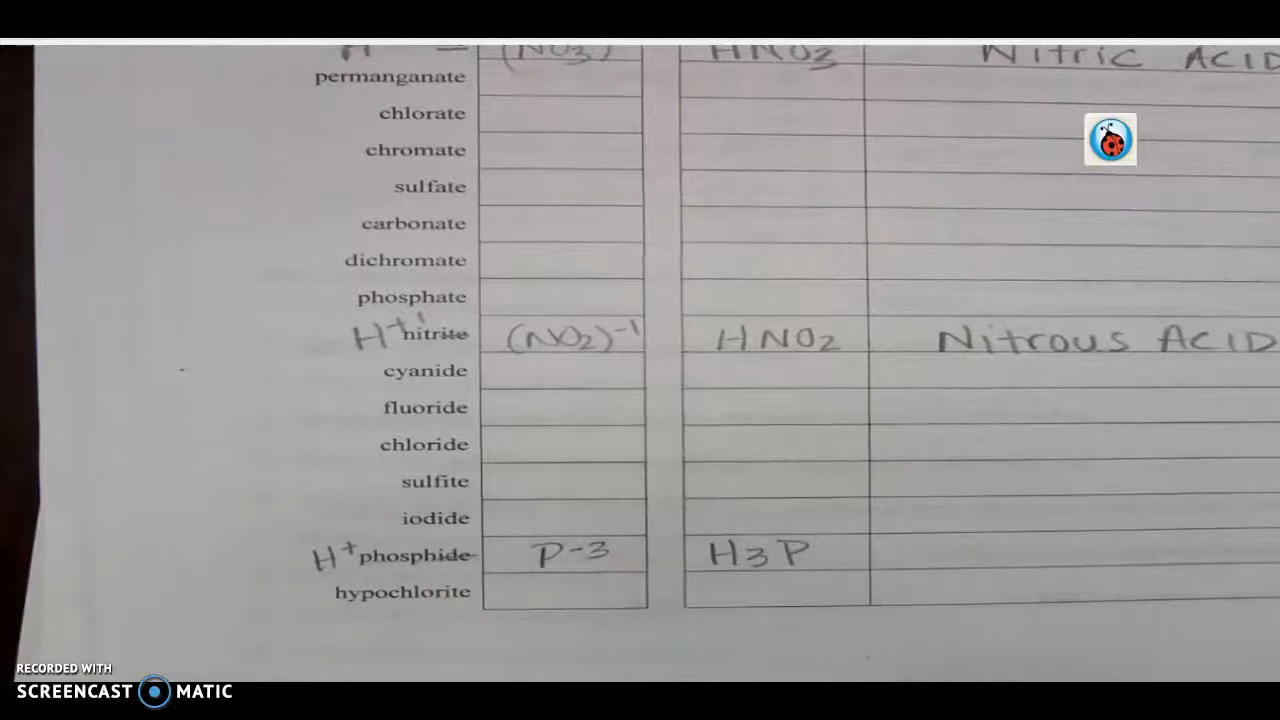 H (NO3) HNO3 Nitric ACID
permanganate
chlorate
chromate
sulfate
carbonate
dichromate
phosphate
H+1 nitrite (NO2)-1 HNO2 Nitrous ACID
cyanide
fluoride
chloride
sulfite
iodide
H+ phosphide P-3 H3P
hypochlorite
RECORDED WITH
SCREENCAST MATIC